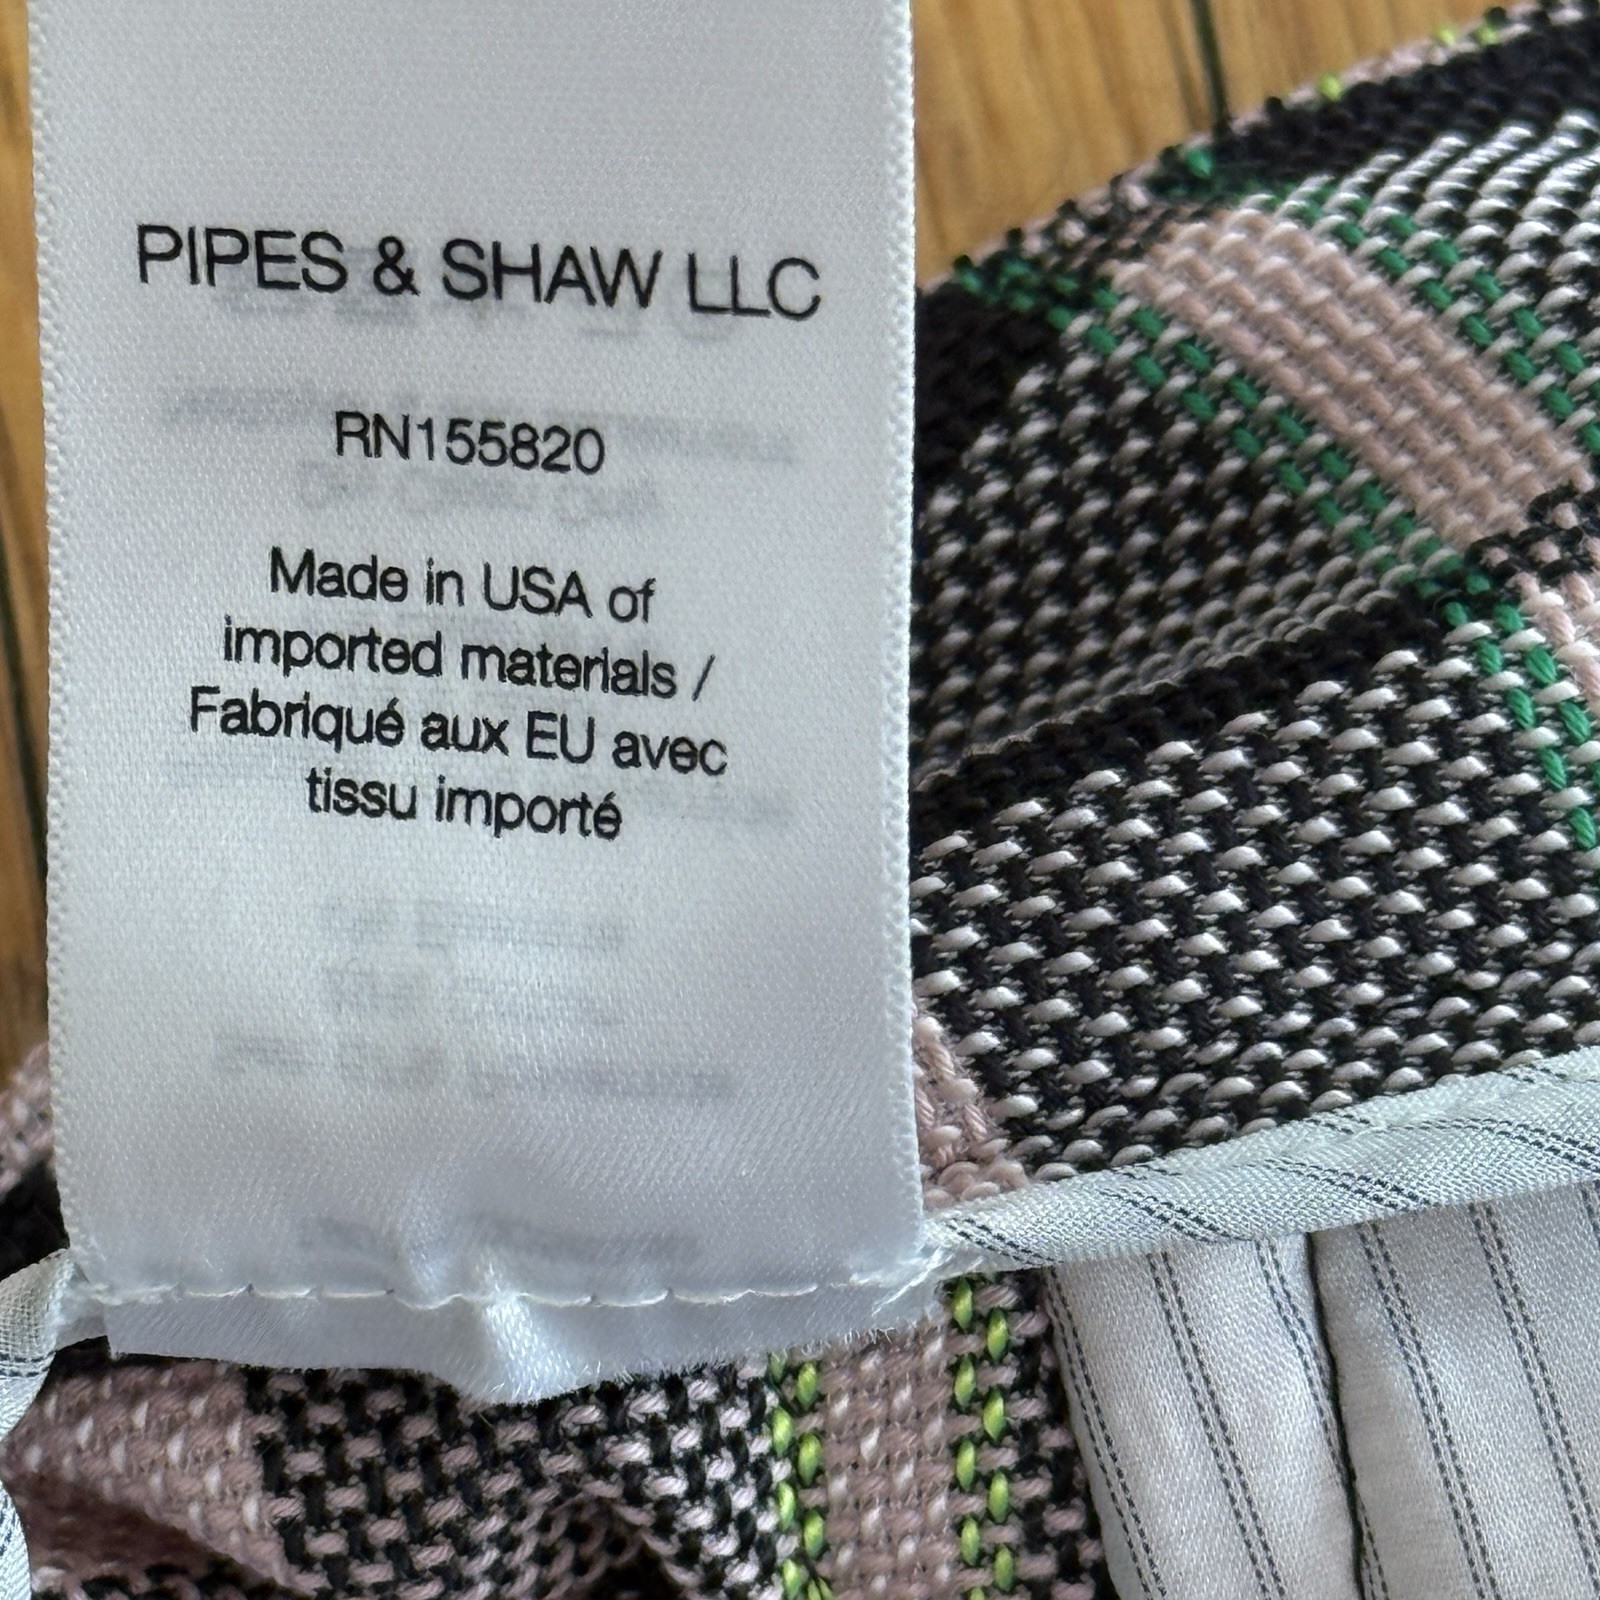 PIPES & SHAW LLC
RN155820
Made in USA of
imported materials /
Fabriqué aux EU avec
tissu importé